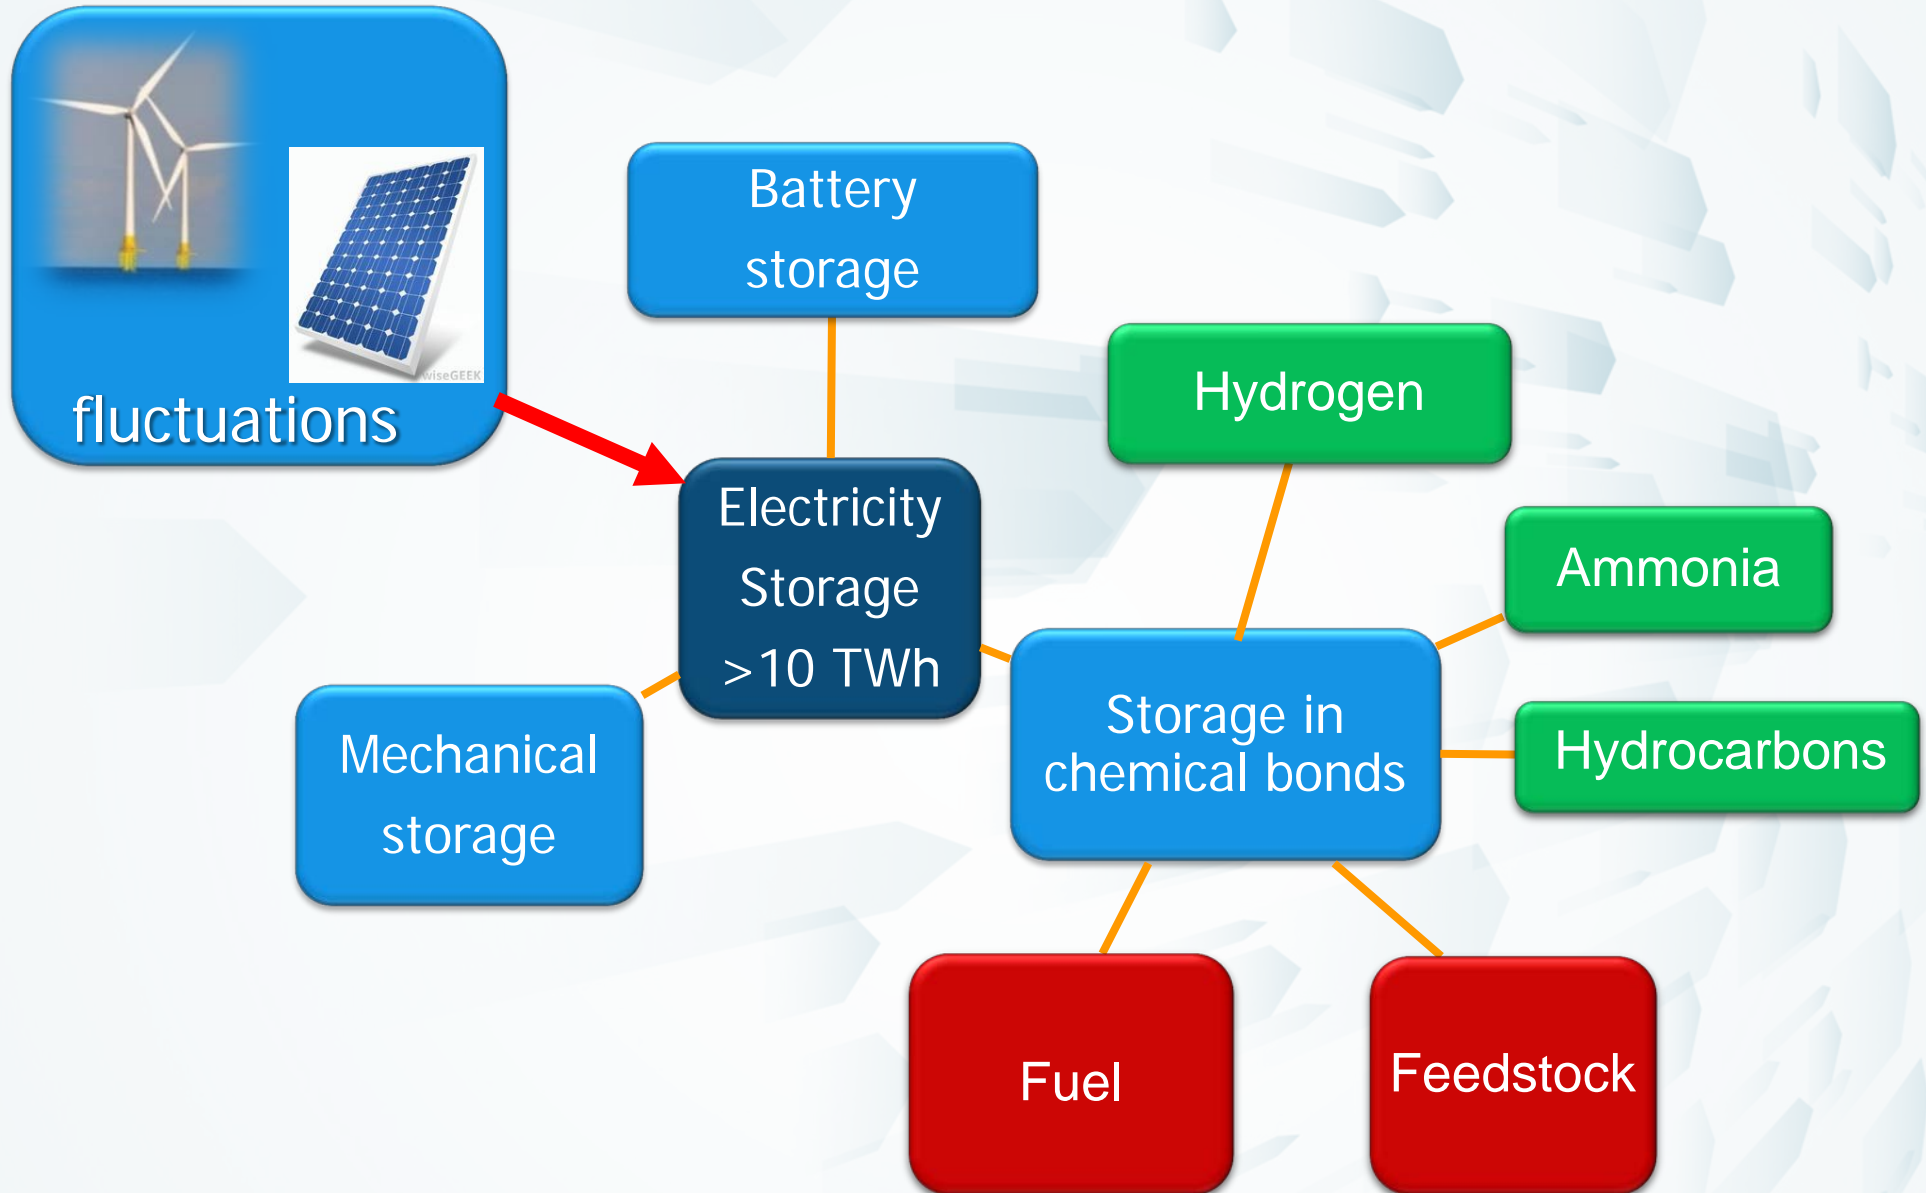 wiseGEEK
fluctuations
Battery
storage
Hydrogen
Electricity
Storage
>10 TWh
Ammonia
Mechanical
storage
Storage in
chemical bonds
Hydrocarbons
Fuel
Feedstock